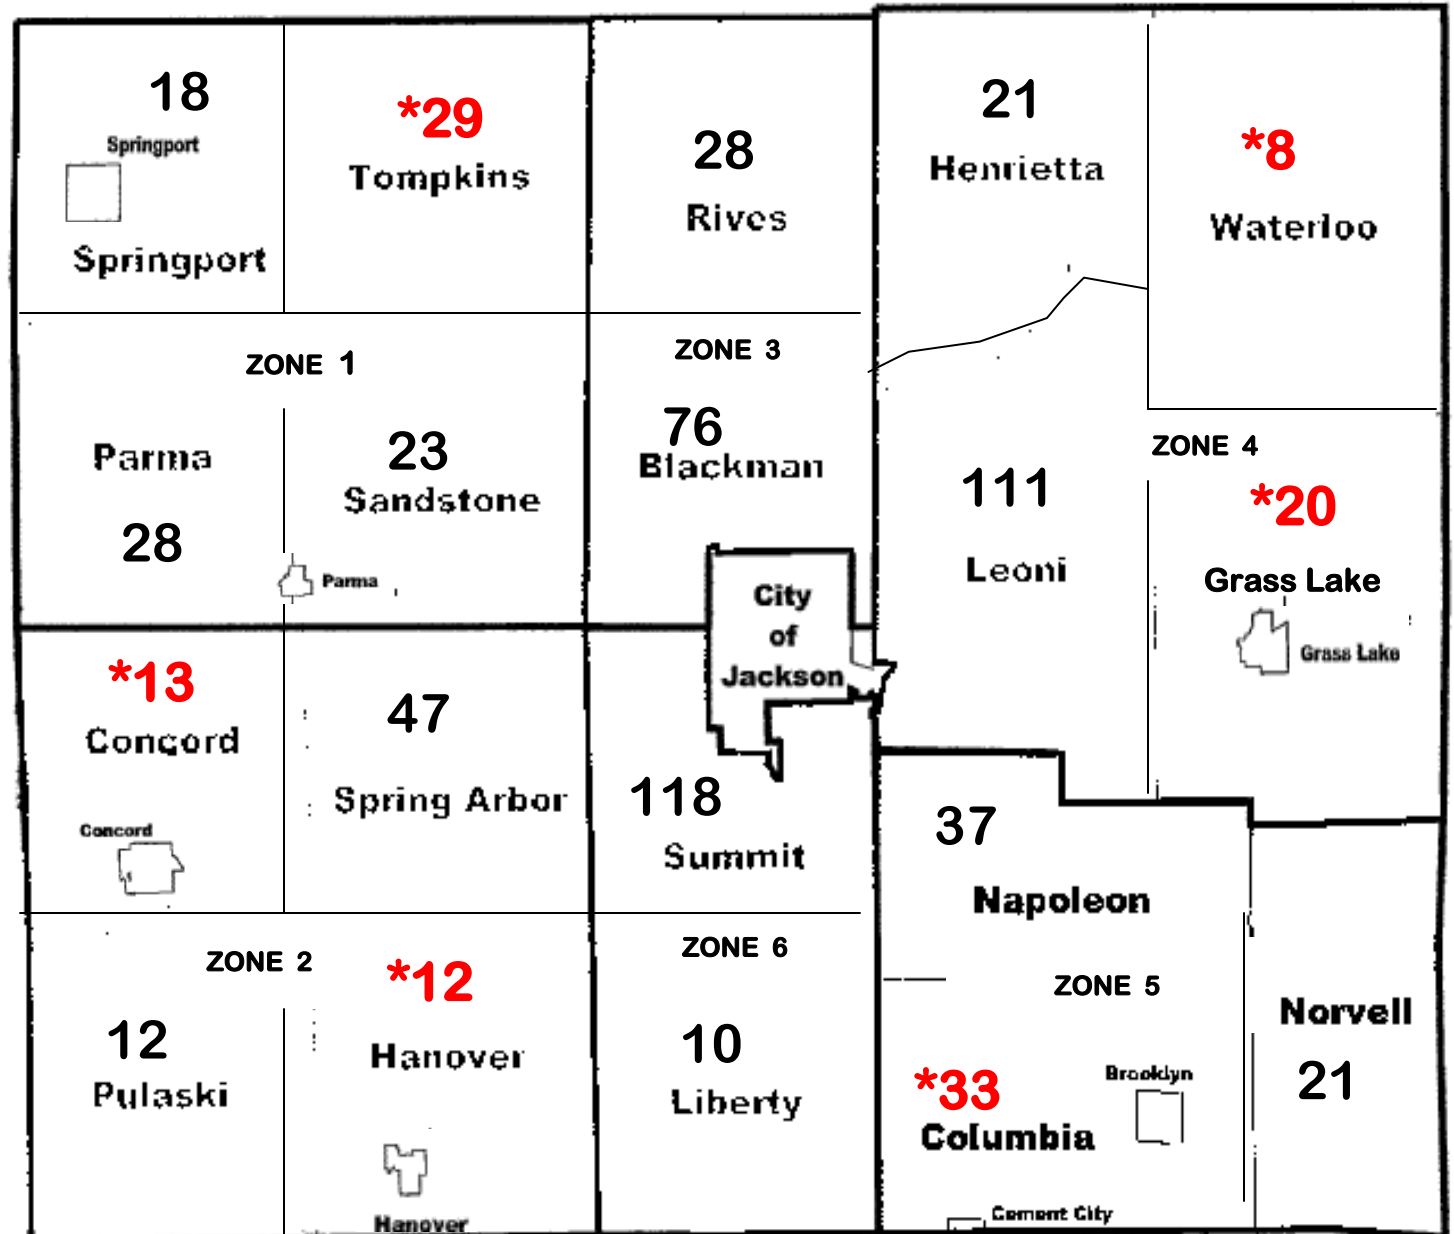 18
Springport
Springport
*29
Tompkins
28
Rives
21
Henrietta
*8
Waterloo
ZONE 1
Parma
28
23
Sandstone
Parma
ZONE 3
76
Blackman
City
of
Jackson
111
Leoni
ZONE 4
*20
Grass Lake
Grass Lake
*13
Concord
Concord
47
Spring Arbor
118
Summit
37
Napoleon
ZONE 2
12
Pulaski
*12
Hanover
Hanover
ZONE 6
10
Liberty
ZONE 5
*33
Columbia
Brooklyn
Cement City
Norvell
21